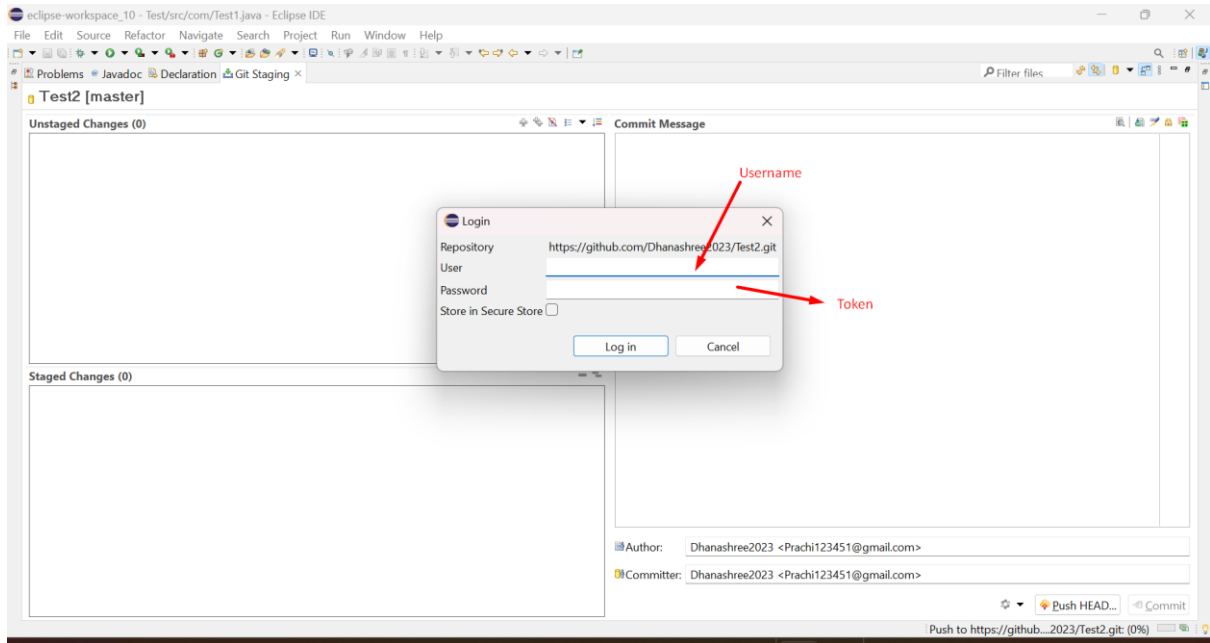 eclipse-workspace_10 - Test/src/com/Test1.java - Eclipse IDE
File Edit Source Refactor Navigate Search Project Run Window Help
Problems Javadoc Declaration Git Staging
Filter files
Test2 [master]
Unstaged Changes (0)
Commit Message
Username
Login
Repository https://github.com/Dhanashree2023/Test2.git
User
Password
Token
Store in Secure Store
Log in Cancel
Staged Changes (0)
Author: Dhanashree2023 <Prachi123451@gmail.com>
Committer: Dhanashree2023 <Prachi123451@gmail.com>
Push HEAD... Commit
Push to https://github....2023/Test2.git: (0%)